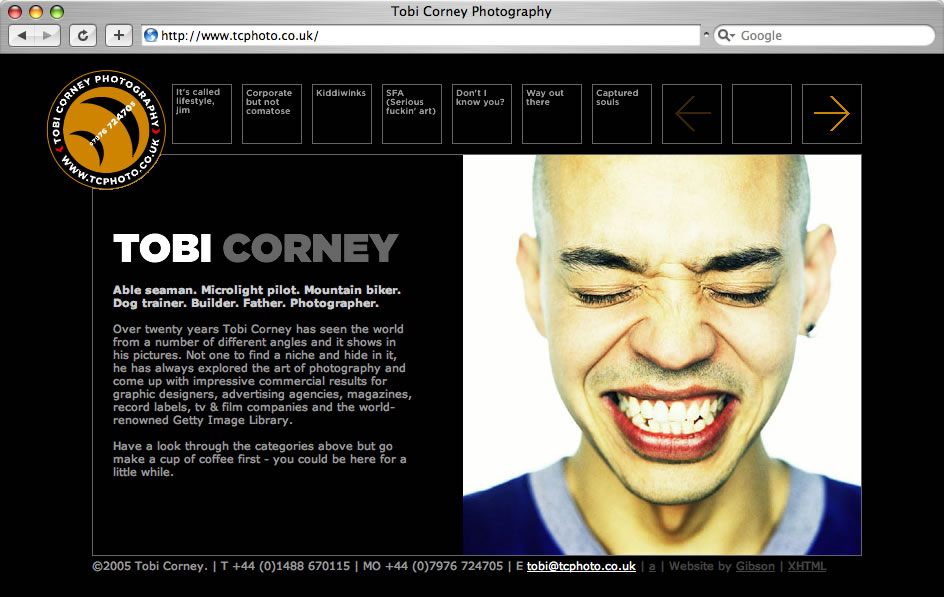 Tobi Corney Photography
http://www.tcphoto.co.uk/
Google
TOBI CORNEY PHOTOGRAPHY
07976 724705
WWW.TCPHOTO.CO.UK
It's called
lifestyle,
jim
Corporate
but not
comatose
Kiddiwinks
SFA
(Serious
fuckin' art)
Don't I
know you?
Way out
there
Captured
souls
TOBI CORNEY
Able seaman. Microlight pilot. Mountain biker.
Dog trainer. Builder. Father. Photographer.
Over twenty years Tobi Corney has seen the world
from a number of different angles and it shows in
his pictures. Not one to find a niche and hide in it,
he has always explored the art of photography and
come up with impressive commercial results for
graphic designers, advertising agencies, magazines,
record labels, tv & film companies and the world-
renowned Getty Image Library.
Have a look through the categories above but go
make a cup of coffee first - you could be here for a
little while.
©2005 Tobi Corney. | T +44 (0)1488 670115 | MO +44 (0)7976 724705 | E tobi@tcphoto.co.uk | a | Website by Gibson | XHTML